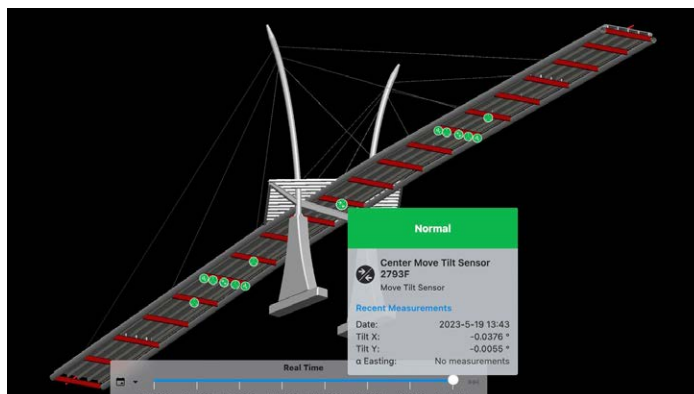 Normal
Center Move Tilt Sensor
2793F
Move Tilt Sensor
Recent Measurements
Date: 2023-5-19 13:43
Tilt X: -0.0376 °
Tilt Y: -0.0055 °
α Easting: No measurements
Real Time